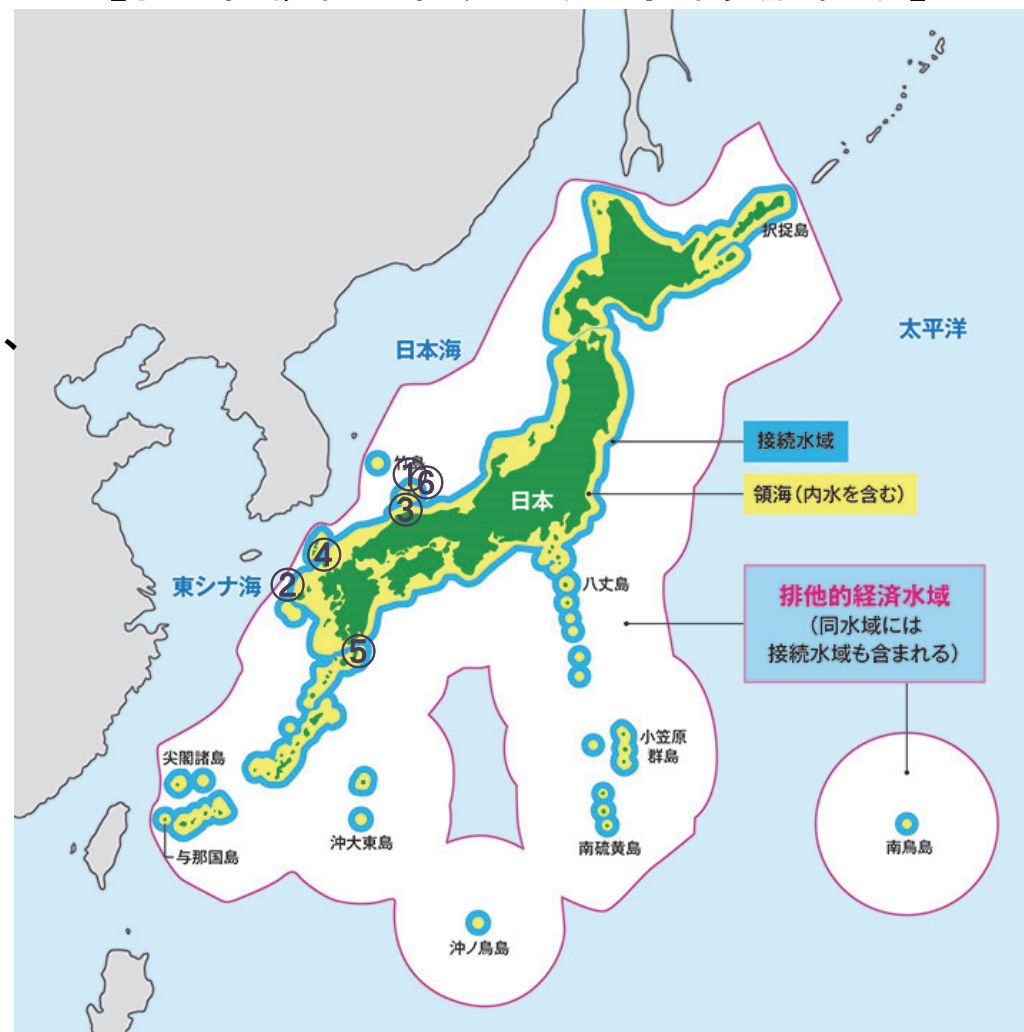 択捉島
太平洋
日本海
接続水域
竹島
①
⑥
領海(内水を含む)
日本
③
④
東シナ海
②
八丈島
排他的経済水域
(同水域には
接続水域も含まれる)
⑤
小笠原
群島
尖閣諸島
沖大東島
南硫黄島
南鳥島
与那国島
沖ノ鳥島